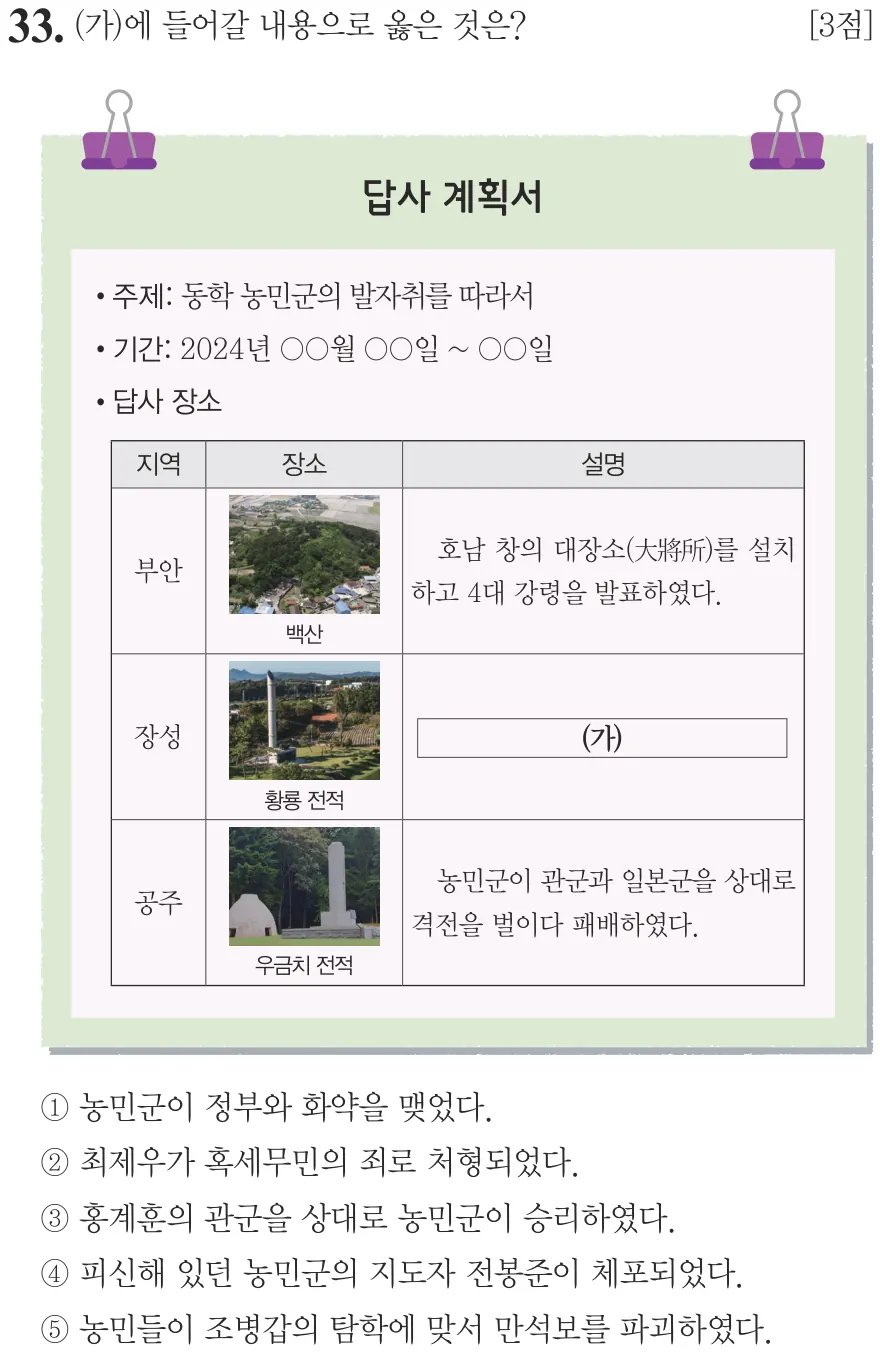 33. (가)에 들어갈 내용으로 옳은 것은? [3점]
답사 계획서
• 주제: 동학 농민군의 발자취를 따라서
• 기간: 2024년 ○○월 ○○일 ~ ○○일
• 답사 장소
지역 장소 설명
부안
백산
호남 창의 대장소(大將所)를 설치
하고 4대 강령을 발표하였다.
장성
황룡 전적
(가)
공주
우금치 전적
농민군이 관군과 일본군을 상대로
격전을 벌이다 패배하였다.
① 농민군이 정부와 화약을 맺었다.
② 최제우가 혹세무민의 죄로 처형되었다.
③ 홍계훈의 관군을 상대로 농민군이 승리하였다.
④ 피신해 있던 농민군의 지도자 전봉준이 체포되었다.
⑤ 농민들이 조병갑의 탐학에 맞서 만석보를 파괴하였다.